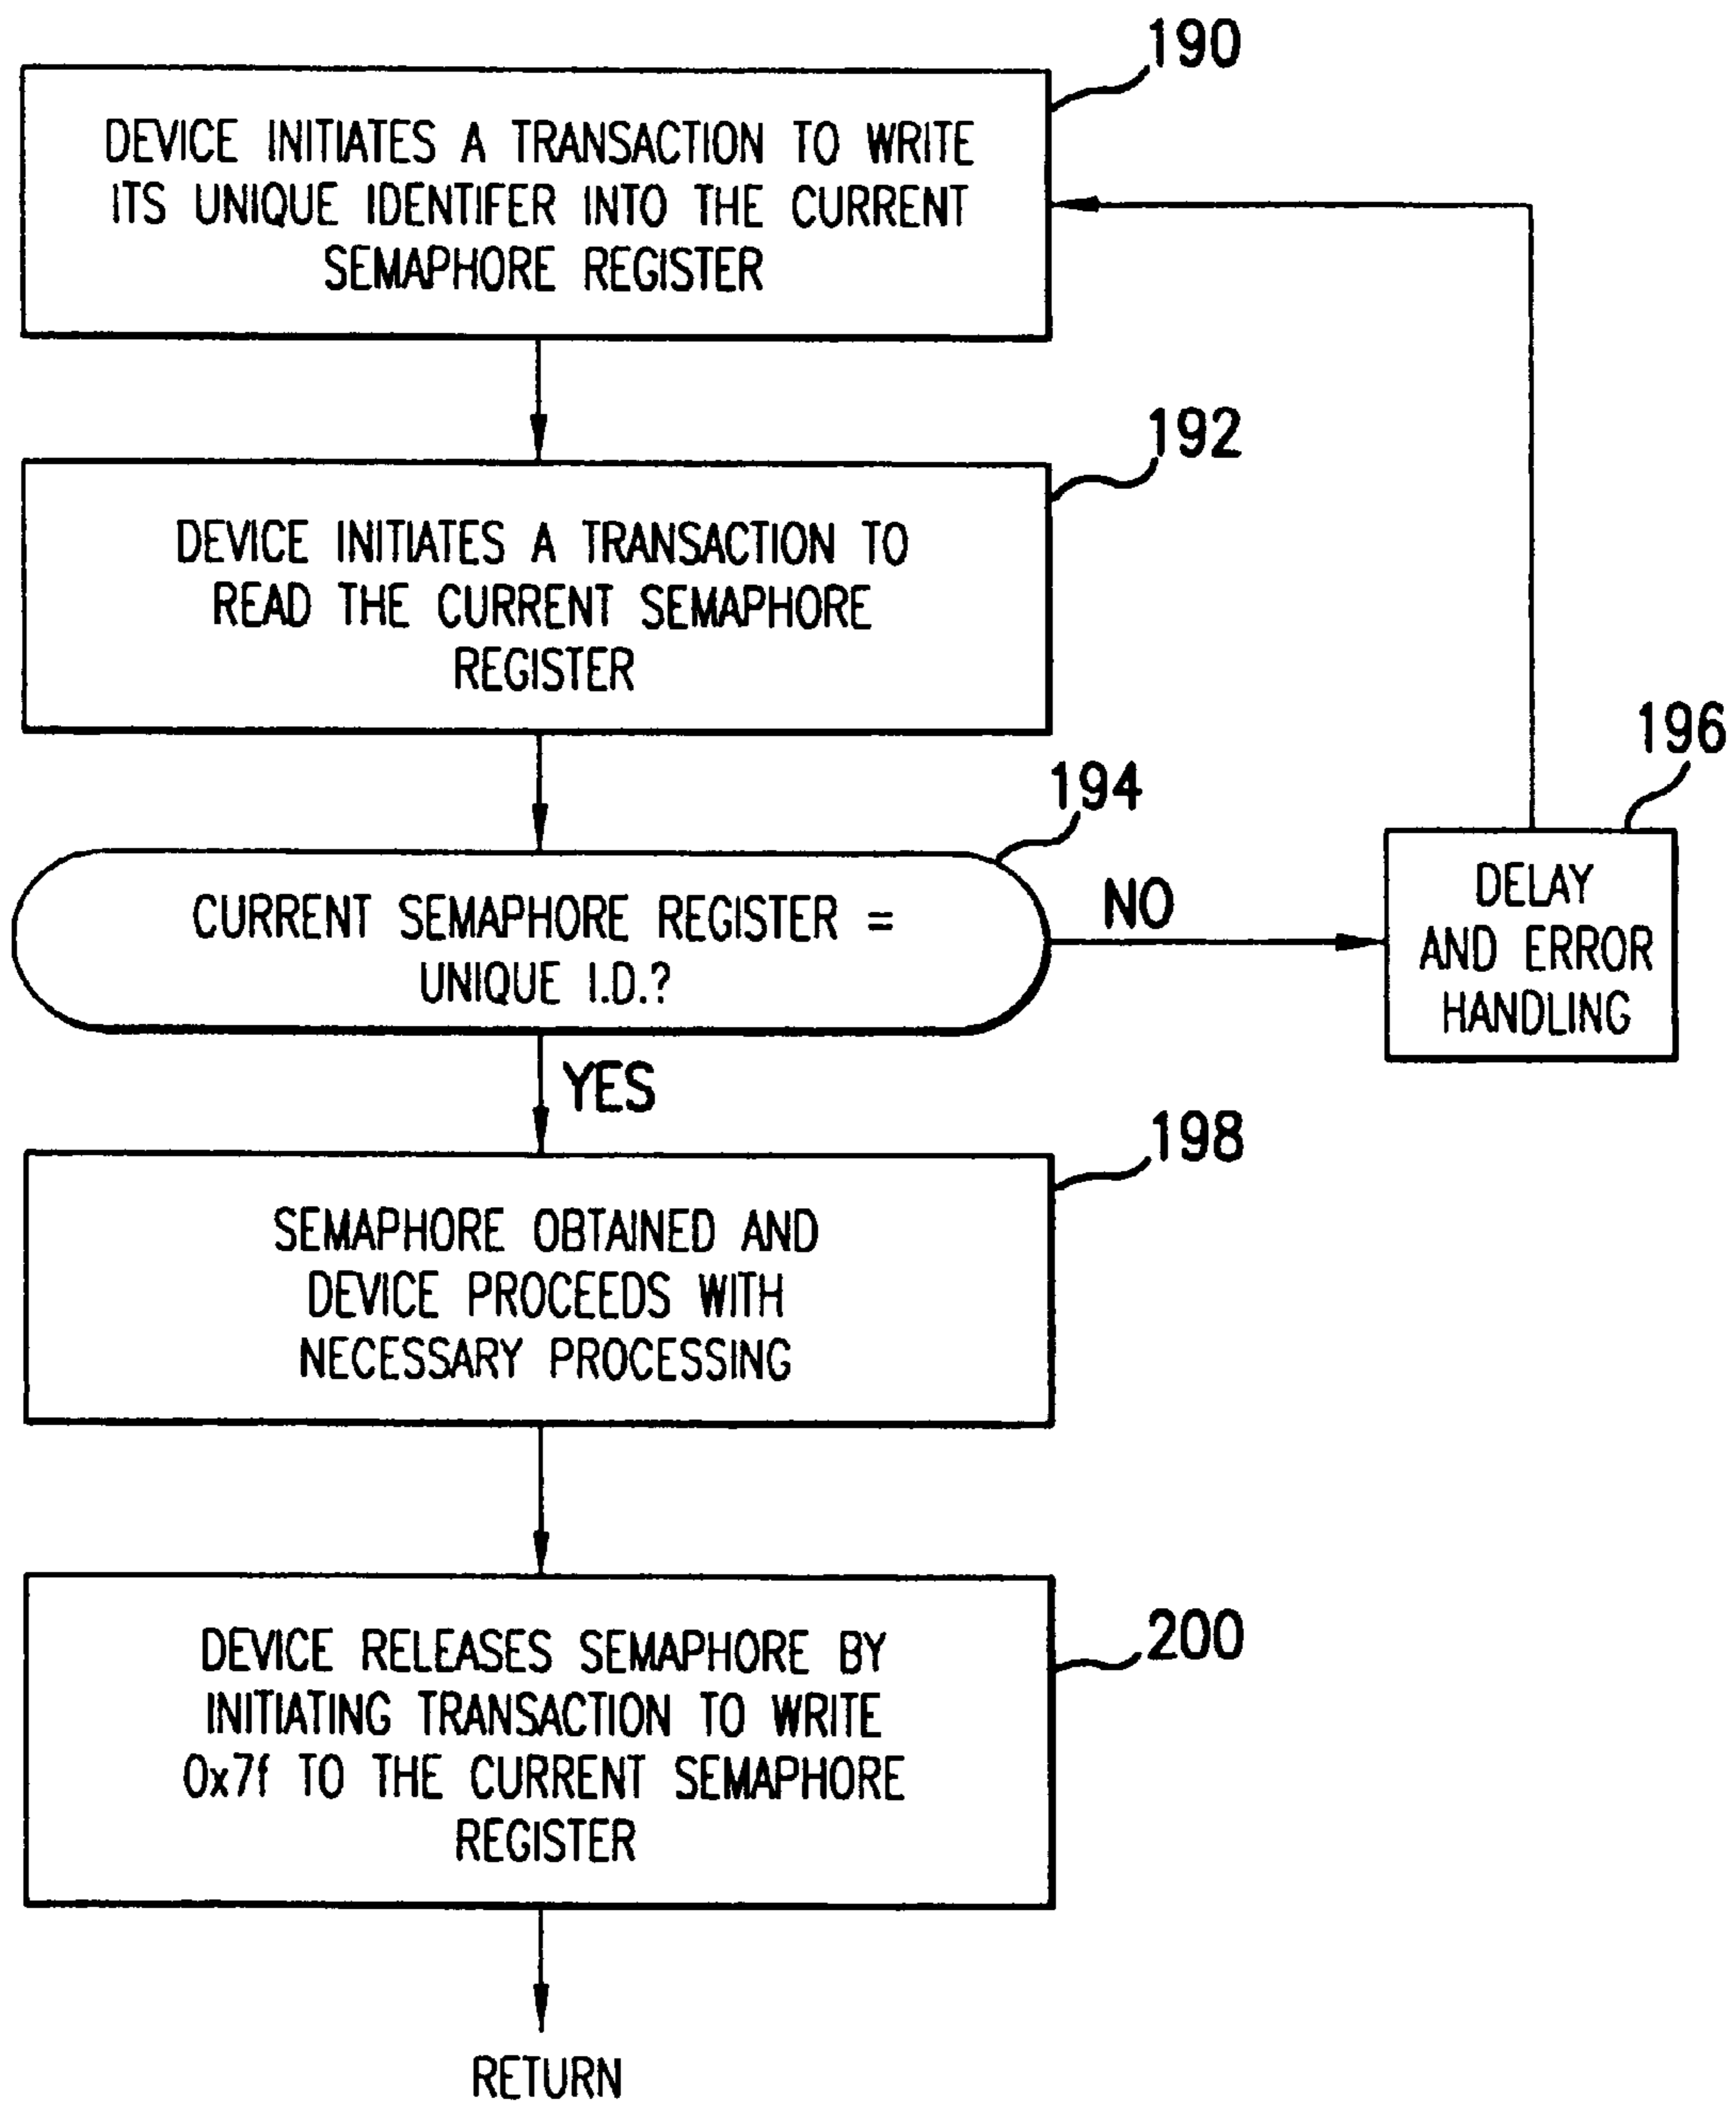 190
DEVICE INITIATES A TRANSACTION TO WRITE
ITS UNIQUE IDENTIFER INTO THE CURRENT
SEMAPHORE REGISTER
192
DEVICE INITIATES A TRANSACTION TO
READ THE CURRENT SEMAPHORE
REGISTER
194
CURRENT SEMAPHORE REGISTER =
UNIQUE I.D.?
NO
196
DELAY
AND ERROR
HANDLING
YES
198
SEMAPHORE OBTAINED AND
DEVICE PROCEEDS WITH
NECESSARY PROCESSING
200
DEVICE RELEASES SEMAPHORE BY
INITIATING TRANSACTION TO WRITE
0x7f TO THE CURRENT SEMAPHORE
REGISTER
RETURN